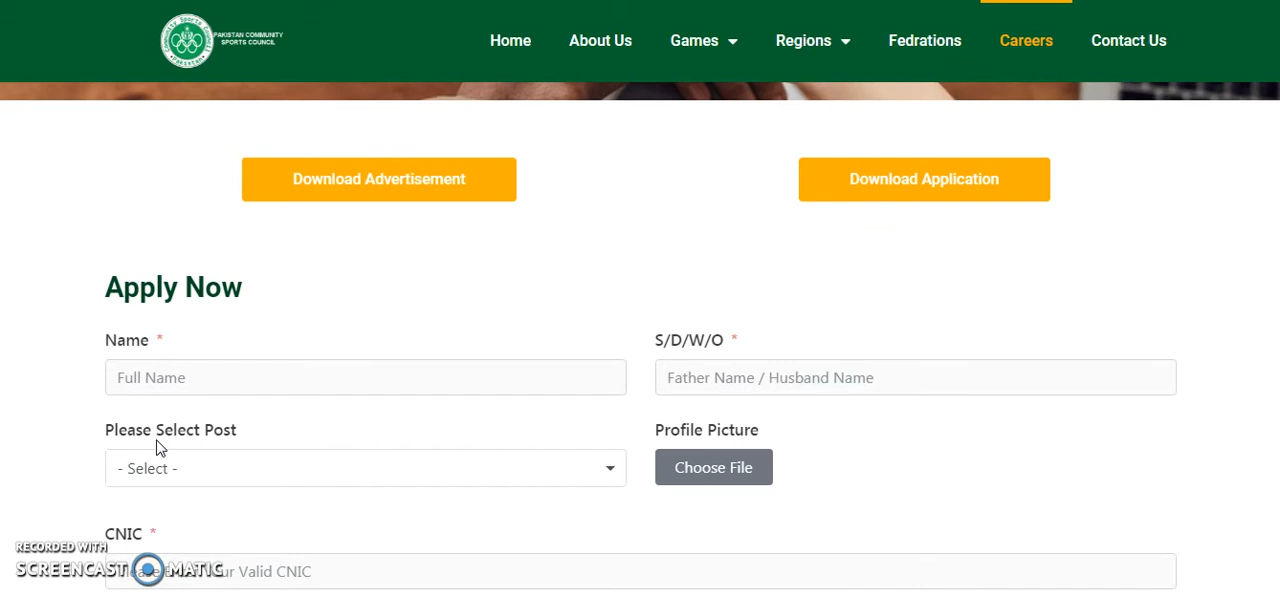 PAKISTAN COMMUNITY
SPORTS COUNCIL
Home
About Us
Games
Regions
Fedrations
Careers
Contact Us
Download Advertisement
Download Application
Apply Now
Name *
S/D/W/O *
Full Name
Father Name / Husband Name
Please Select Post
Profile Picture
- Select -
Choose File
CNIC *
RECORDED WITH
SCREENCAST MATIC
ur Valid CNIC